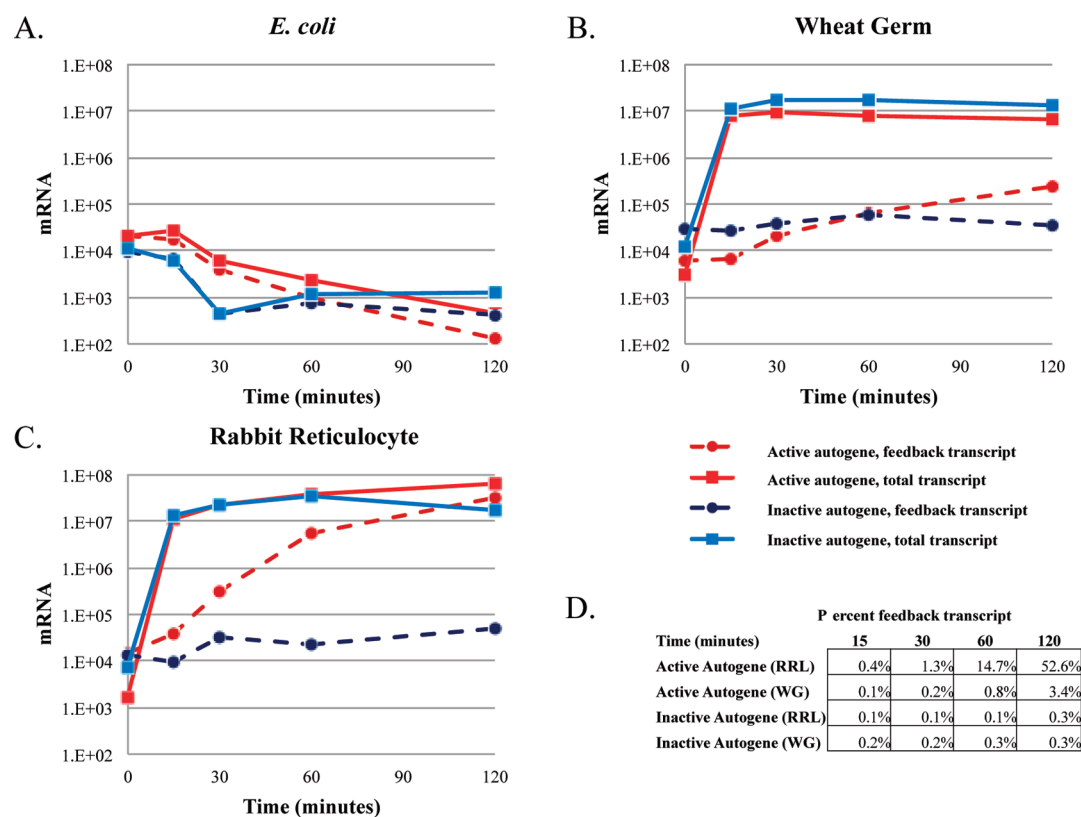 A.
E. coli
1.E+08
1.E+07
1.E+06
1.E+05
1.E+04
1.E+03
1.E+02
mRNA
0 30 60 90 120
Time (minutes)
B.
Wheat Germ
1.E+08
1.E+07
1.E+06
1.E+05
1.E+04
1.E+03
1.E+02
mRNA
0 30 60 90 120
Time (minutes)
C.
Rabbit Reticulocyte
1.E+08
1.E+07
1.E+06
1.E+05
1.E+04
1.E+03
1.E+02
mRNA
0 30 60 90 120
Time (minutes)
Active autogene, feedback transcript
Active autogene, total transcript
Inactive autogene, feedback transcript
Inactive autogene, total transcript
D.
P ercent feedback transcript
Time (minutes) 15 30 60 120
Active Autogene (RRL) 0.4% 1.3% 14.7% 52.6%
Active Autogene (WG) 0.1% 0.2% 0.8% 3.4%
Inactive Autogene (RRL) 0.1% 0.1% 0.1% 0.3%
Inactive Autogene (WG) 0.2% 0.2% 0.3% 0.3%